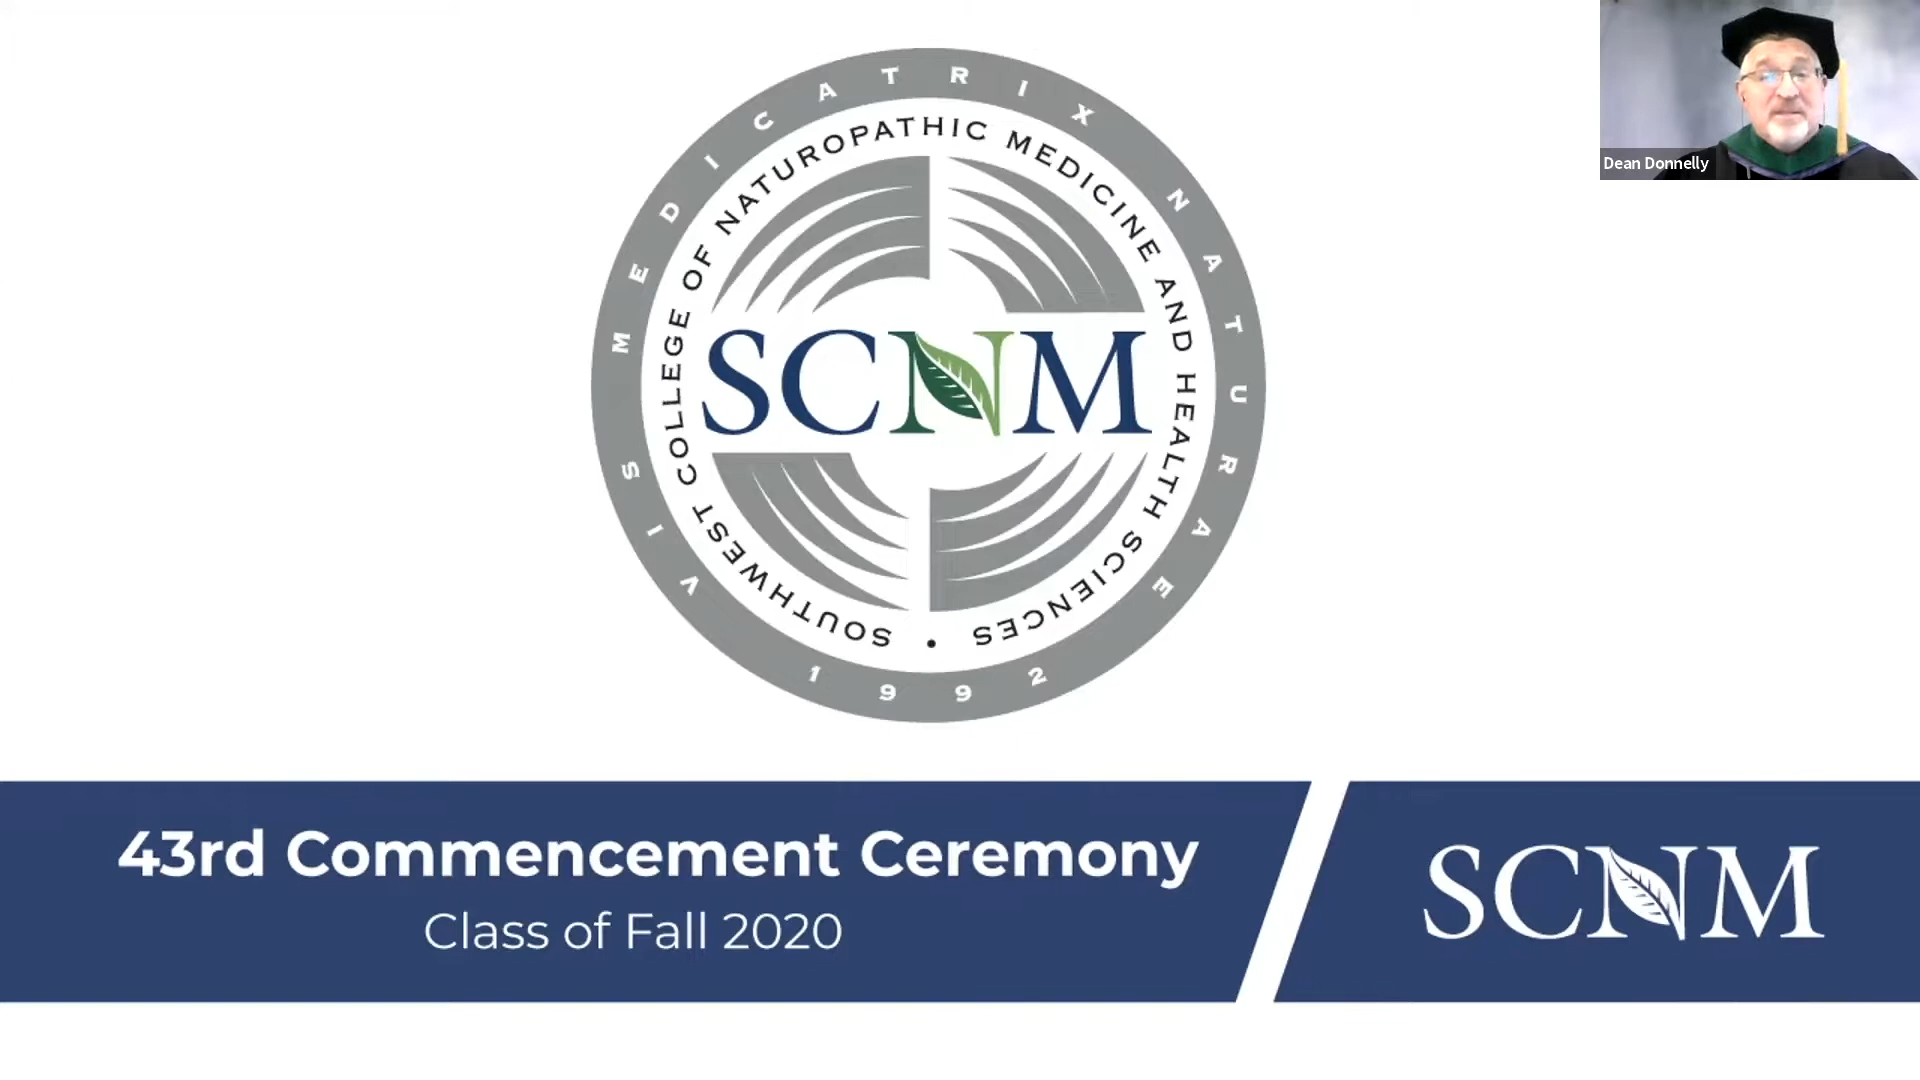 VIS MEDICATRIX NATURAE
SOUTHWEST COLLEGE OF NATUROPATHIC MEDICINE AND HEALTH SCIENCES •
SCNM
1992
Dean Donnelly
43rd Commencement Ceremony
Class of Fall 2020
SCNM